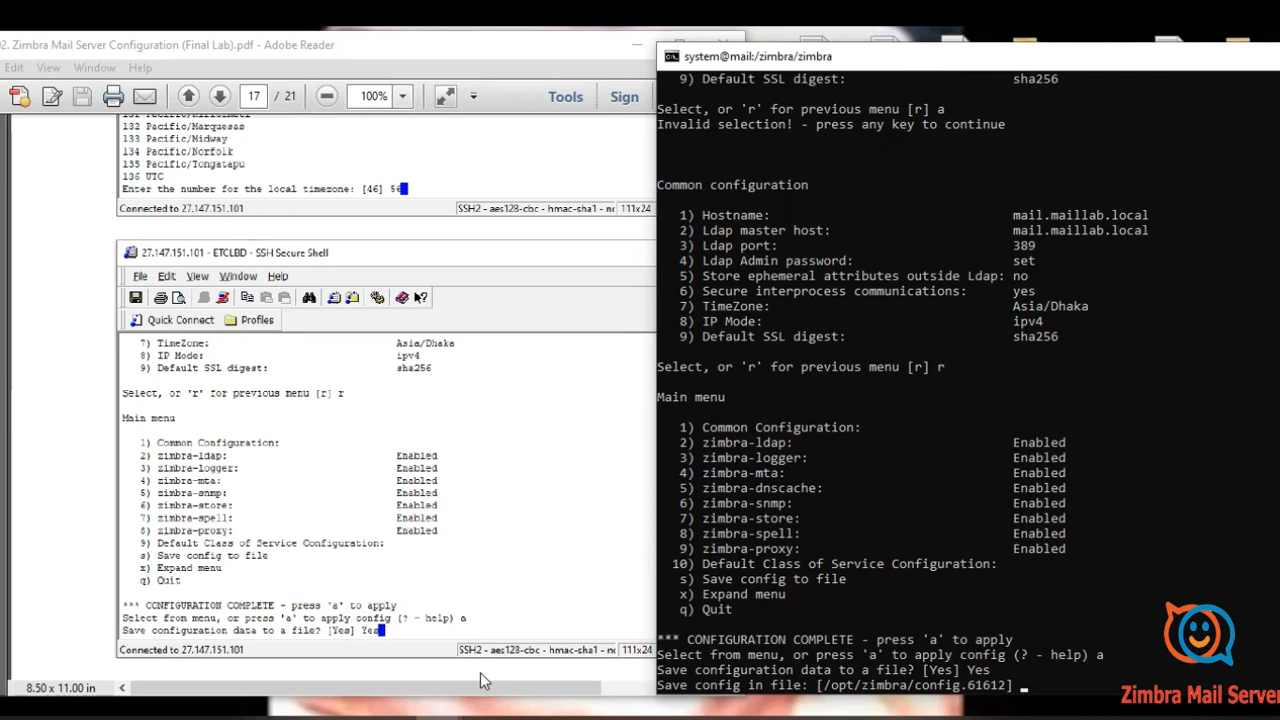 02. Zimbra Mail Server Configuration (Final Lab).pdf - Adobe Reader
Edit View Window Help
17 / 21 100% Tools Sign
132 Pacific/Marquesas
133 Pacific/Midway
134 Pacific/Norfolk
135 Pacific/Tongatapu
136 UTC
Enter the number for the local timezone: [46] 56
Connected to 27.147.151.101 SSH2 - aes128-cbc - hmac-sha1 - no 111x24
27.147.151.101 - ETCLBD - SSH Secure Shell
File Edit View Window Help
Quick Connect Profiles
7) TimeZone: Asia/Dhaka
8) IP Mode: ipv4
9) Default SSL digest: sha256
Select, or 'r' for previous menu [r] r
Main menu
1) Common Configuration:
2) zimbra-ldap: Enabled
3) zimbra-logger: Enabled
4) zimbra-mta: Enabled
5) zimbra-snmp: Enabled
6) zimbra-store: Enabled
7) zimbra-spell: Enabled
8) zimbra-proxy: Enabled
9) Default Class of Service Configuration:
s) Save config to file
x) Expand menu
q) Quit
*** CONFIGURATION COMPLETE - press 'a' to apply
Select from menu, or press 'a' to apply config (? - help) a
Save configuration data to a file? [Yes] Yes
Connected to 27.147.151.101 SSH2 - aes128-cbc - hmac-sha1 - no 111x24
8.50 x 11.00 in
system@mail:/zimbra/zimbra
9) Default SSL digest: sha256
Select, or 'r' for previous menu [r] a
Invalid selection! - press any key to continue
Common configuration
1) Hostname: mail.maillab.local
2) Ldap master host: mail.maillab.local
3) Ldap port: 389
4) Ldap Admin password: set
5) Store ephemeral attributes outside Ldap: no
6) Secure interprocess communications: yes
7) TimeZone: Asia/Dhaka
8) IP Mode: ipv4
9) Default SSL digest: sha256
Select, or 'r' for previous menu [r] r
Main menu
1) Common Configuration:
2) zimbra-ldap: Enabled
3) zimbra-logger: Enabled
4) zimbra-mta: Enabled
5) zimbra-dnscache: Enabled
6) zimbra-snmp: Enabled
7) zimbra-store: Enabled
8) zimbra-spell: Enabled
9) zimbra-proxy: Enabled
10) Default Class of Service Configuration:
s) Save config to file
x) Expand menu
q) Quit
*** CONFIGURATION COMPLETE - press 'a' to apply
Select from menu, or press 'a' to apply config (? - help) a
Save configuration data to a file? [Yes] Yes
Save config in file: [/opt/zimbra/config.61612]
Zimbra Mail Server